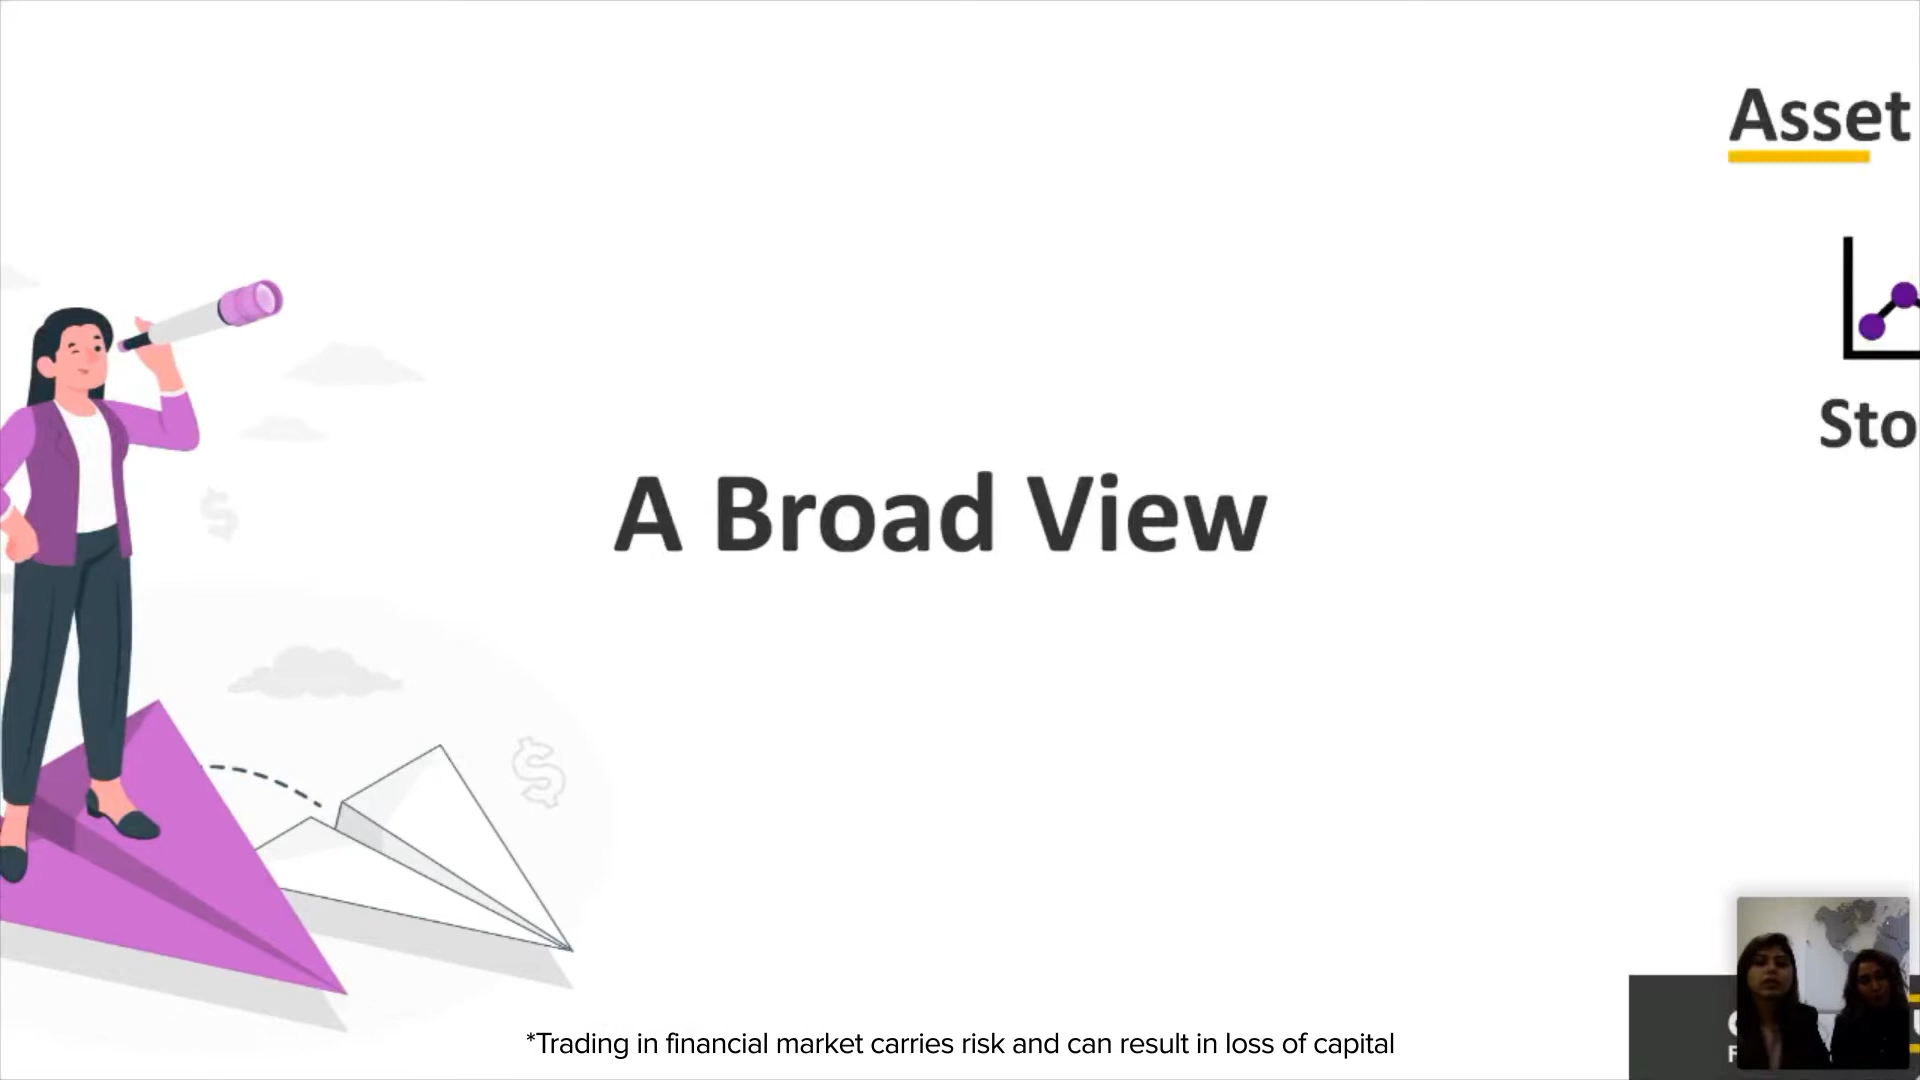 Asset
Sto
A Broad View
*Trading in financial market carries risk and can result in loss of capital